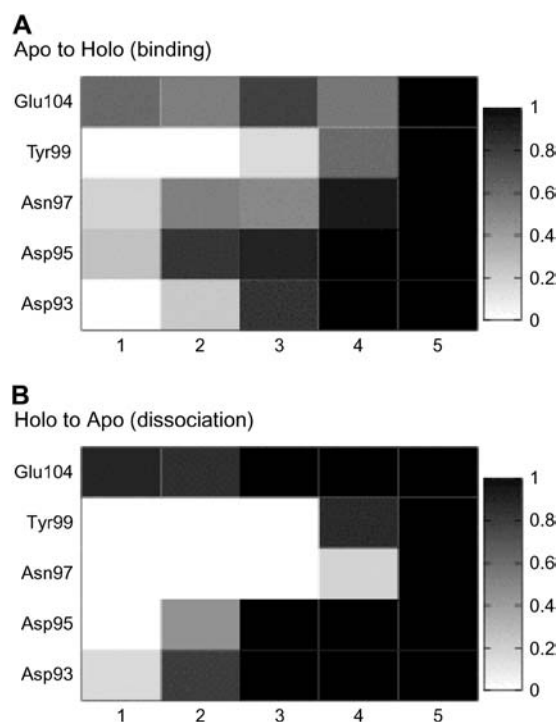 A
Apo to Holo (binding)
Glu104
Tyr99
Asn97
Asp95
Asp93
1 2 3 4 5
1
0.8
0.6
0.4
0.2
0
B
Holo to Apo (dissociation)
Glu104
Tyr99
Asn97
Asp95
Asp93
1 2 3 4 5
1
0.8
0.6
0.4
0.2
0